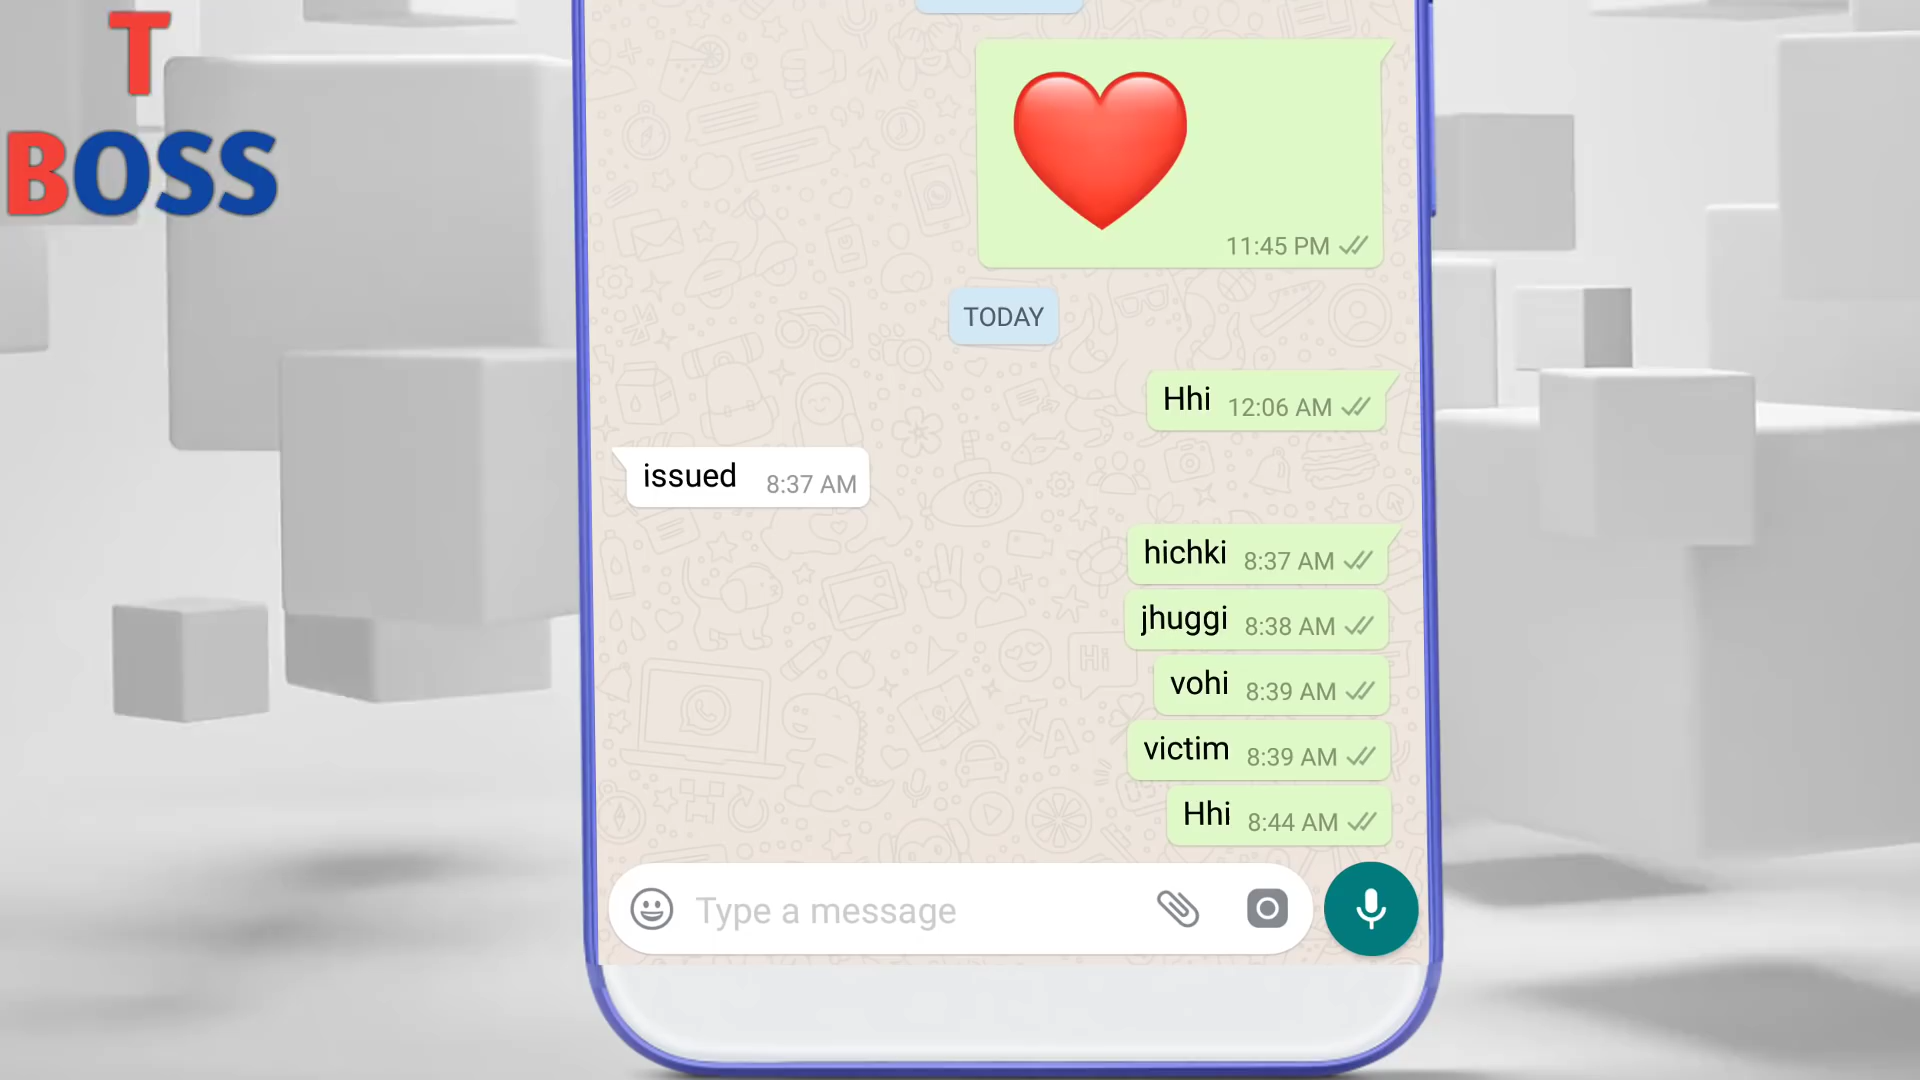 T
BOSS
11:45 PM
TODAY
Hhi 12:06 AM
issued 8:37 AM
hichki 8:37 AM
jhuggi 8:38 AM
vohi 8:39 AM
victim 8:39 AM
Hhi 8:44 AM
Type a message